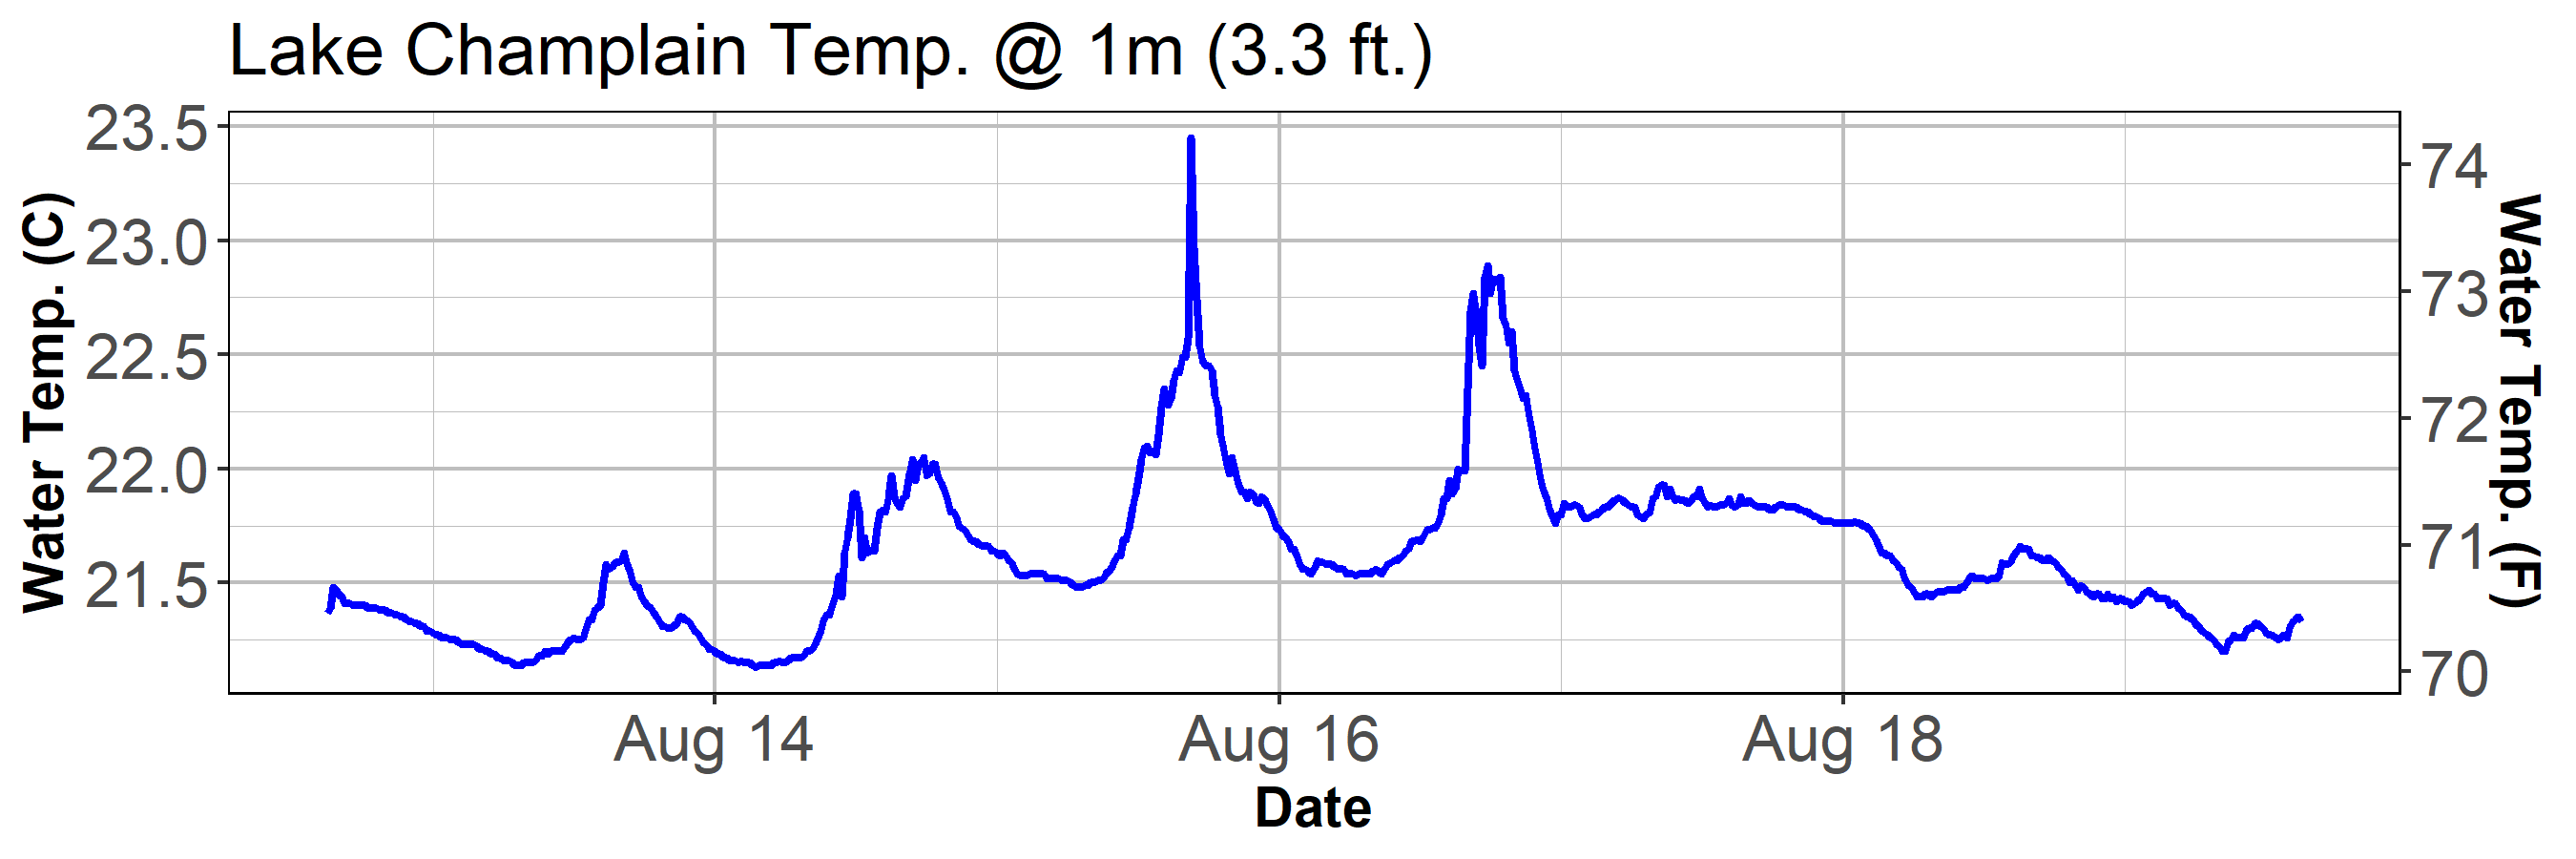 Lake Champlain Temp. @ 1m (3.3 ft.)
Water Temp. (C)
23.5
23.0
22.5
22.0
21.5
74
73
72
71
70
Water Temp. (F)
Aug 14
Aug 16
Aug 18
Date